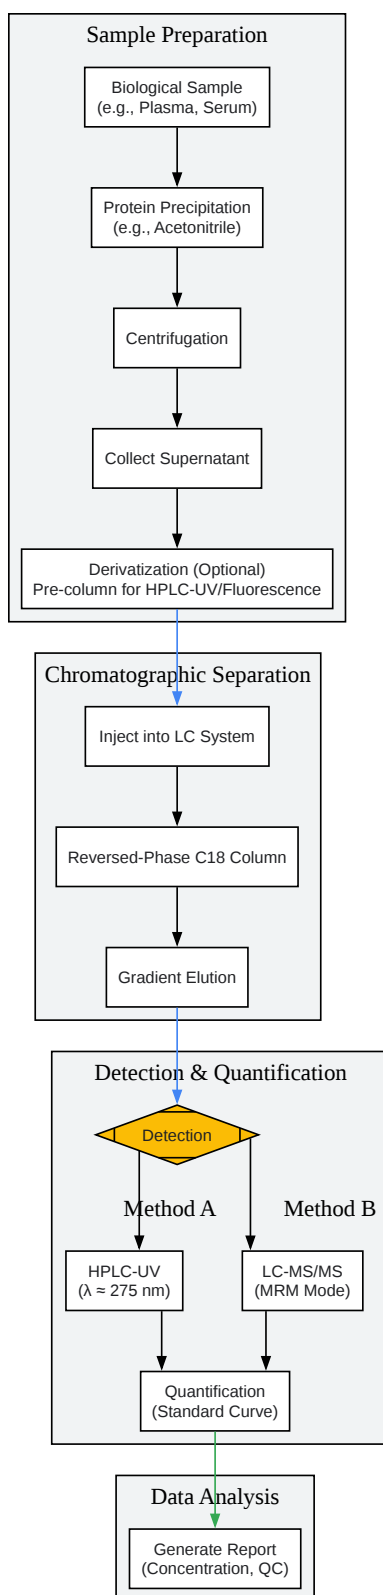 Sample Preparation
Biological Sample
(e.g., Plasma, Serum)
Protein Precipitation
(e.g., Acetonitrile)
Centrifugation
Collect Supernatant
Derivatization (Optional)
Pre-column for HPLC-UV/Fluorescence
Chromatographic Separation
Inject into LC System
Reversed-Phase C18 Column
Gradient Elution
Detection & Quantification
Detection
Method A
Method B
HPLC-UV
(λ ≈ 275 nm)
LC-MS/MS
(MRM Mode)
Quantification
(Standard Curve)
Data Analysis
Generate Report
(Concentration, QC)